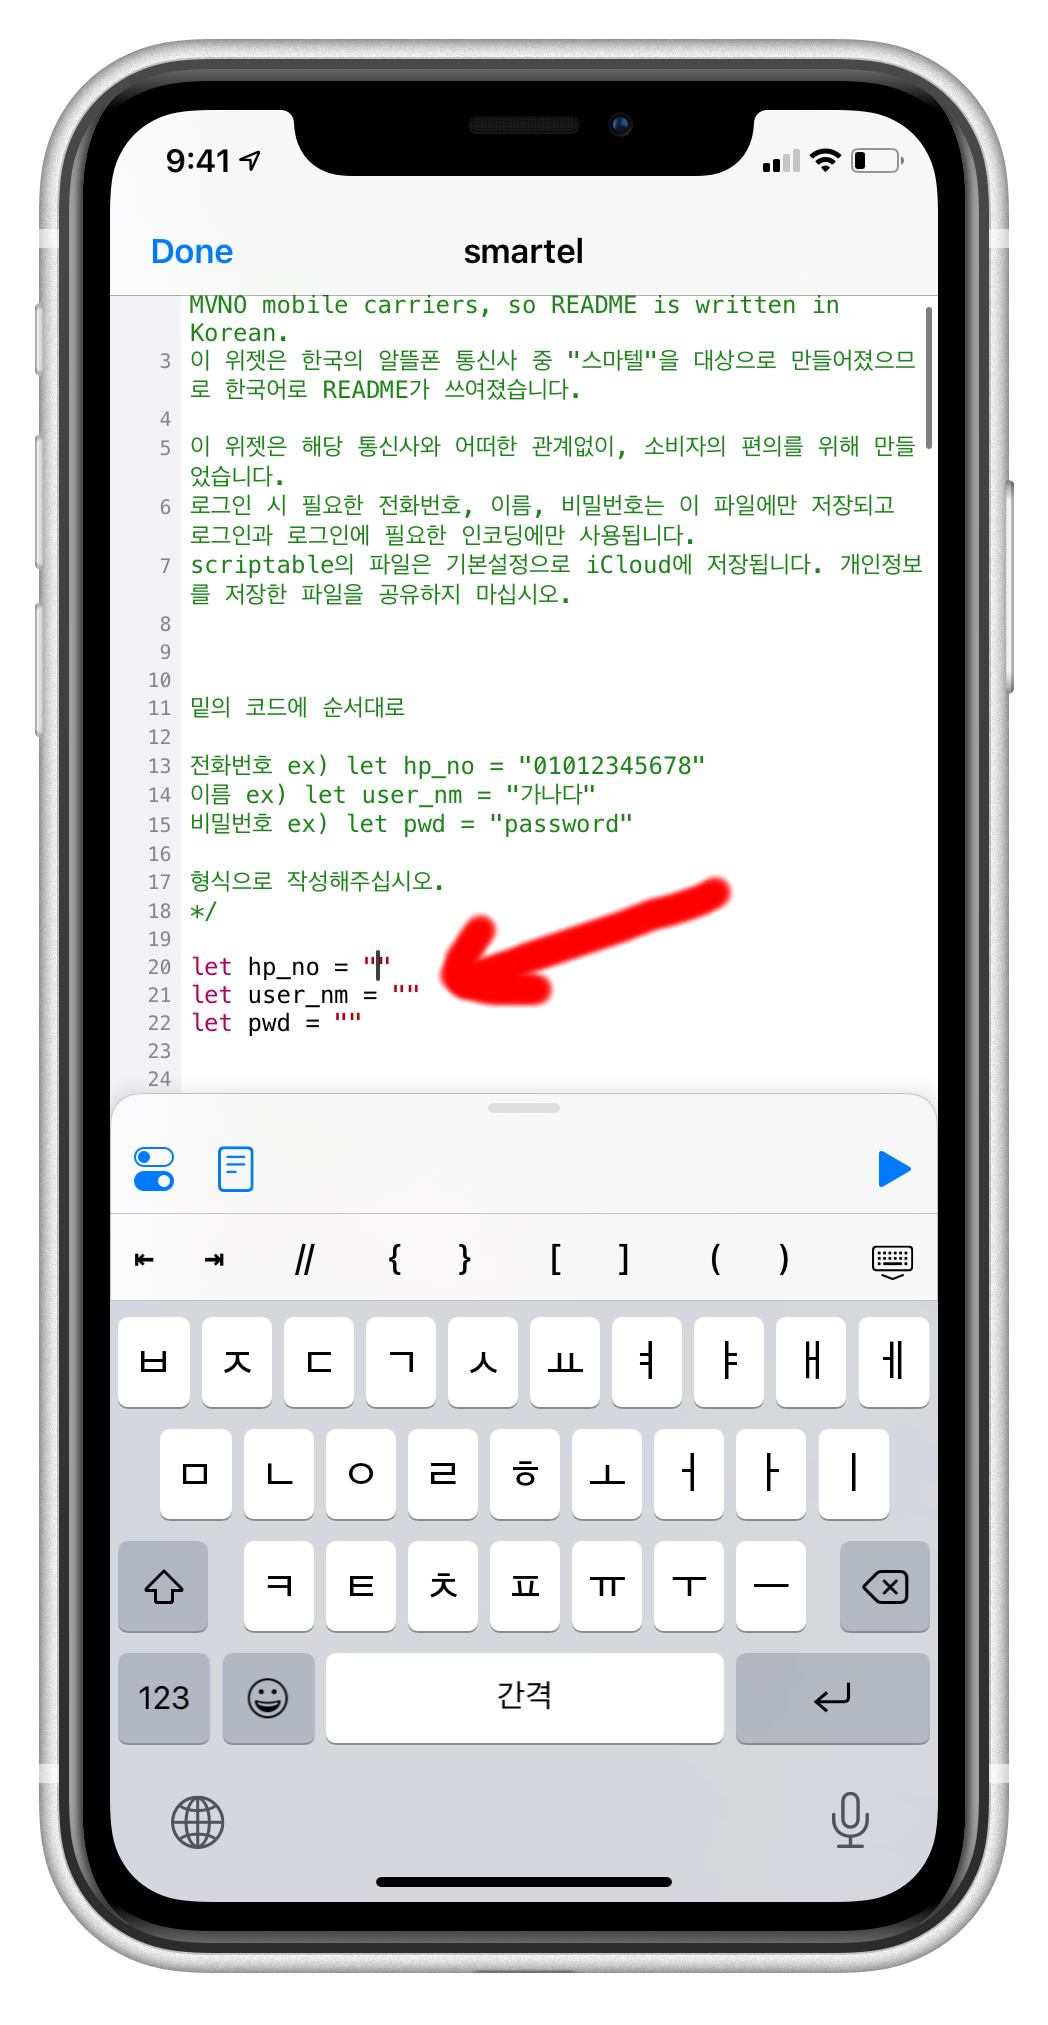 9:41
Done
smartel
MVNO mobile carriers, so README is written in
Korean.
3 이 위젯은 한국의 알뜰폰 통신사 중 "스마텔"을 대상으로 만들어졌으므
로 한국어로 README가 쓰여졌습니다.
4
5 이 위젯은 해당 통신사와 어떠한 관계없이, 소비자의 편의를 위해 만들
었습니다.
6 로그인 시 필요한 전화번호, 이름, 비밀번호는 이 파일에만 저장되고
로그인과 로그인에 필요한 인코딩에만 사용됩니다.
7 scriptable의 파일은 기본설정으로 iCloud에 저장됩니다. 개인정보
를 저장한 파일을 공유하지 마십시오.
8
9
10
11 밑의 코드에 순서대로
12
13 전화번호 ex) let hp_no = "01012345678"
14 이름 ex) let user_nm = "가나다"
15 비밀번호 ex) let pwd = "password"
16
17 형식으로 작성해주십시오.
18 */
19
20 let hp_no = ""
21 let user_nm = ""
22 let pwd = ""
23
24
// { } [ ] ( )
ㅂ ㅈ ㄷ ㄱ ㅅ ㅛ ㅕ ㅑ ㅐ ㅔ
ㅁ ㄴ ㅇ ㄹ ㅎ ㅗ ㅓ ㅏ ㅣ
ㅋ ㅌ ㅊ ㅍ ㅠ ㅜ ㅡ
123 간격